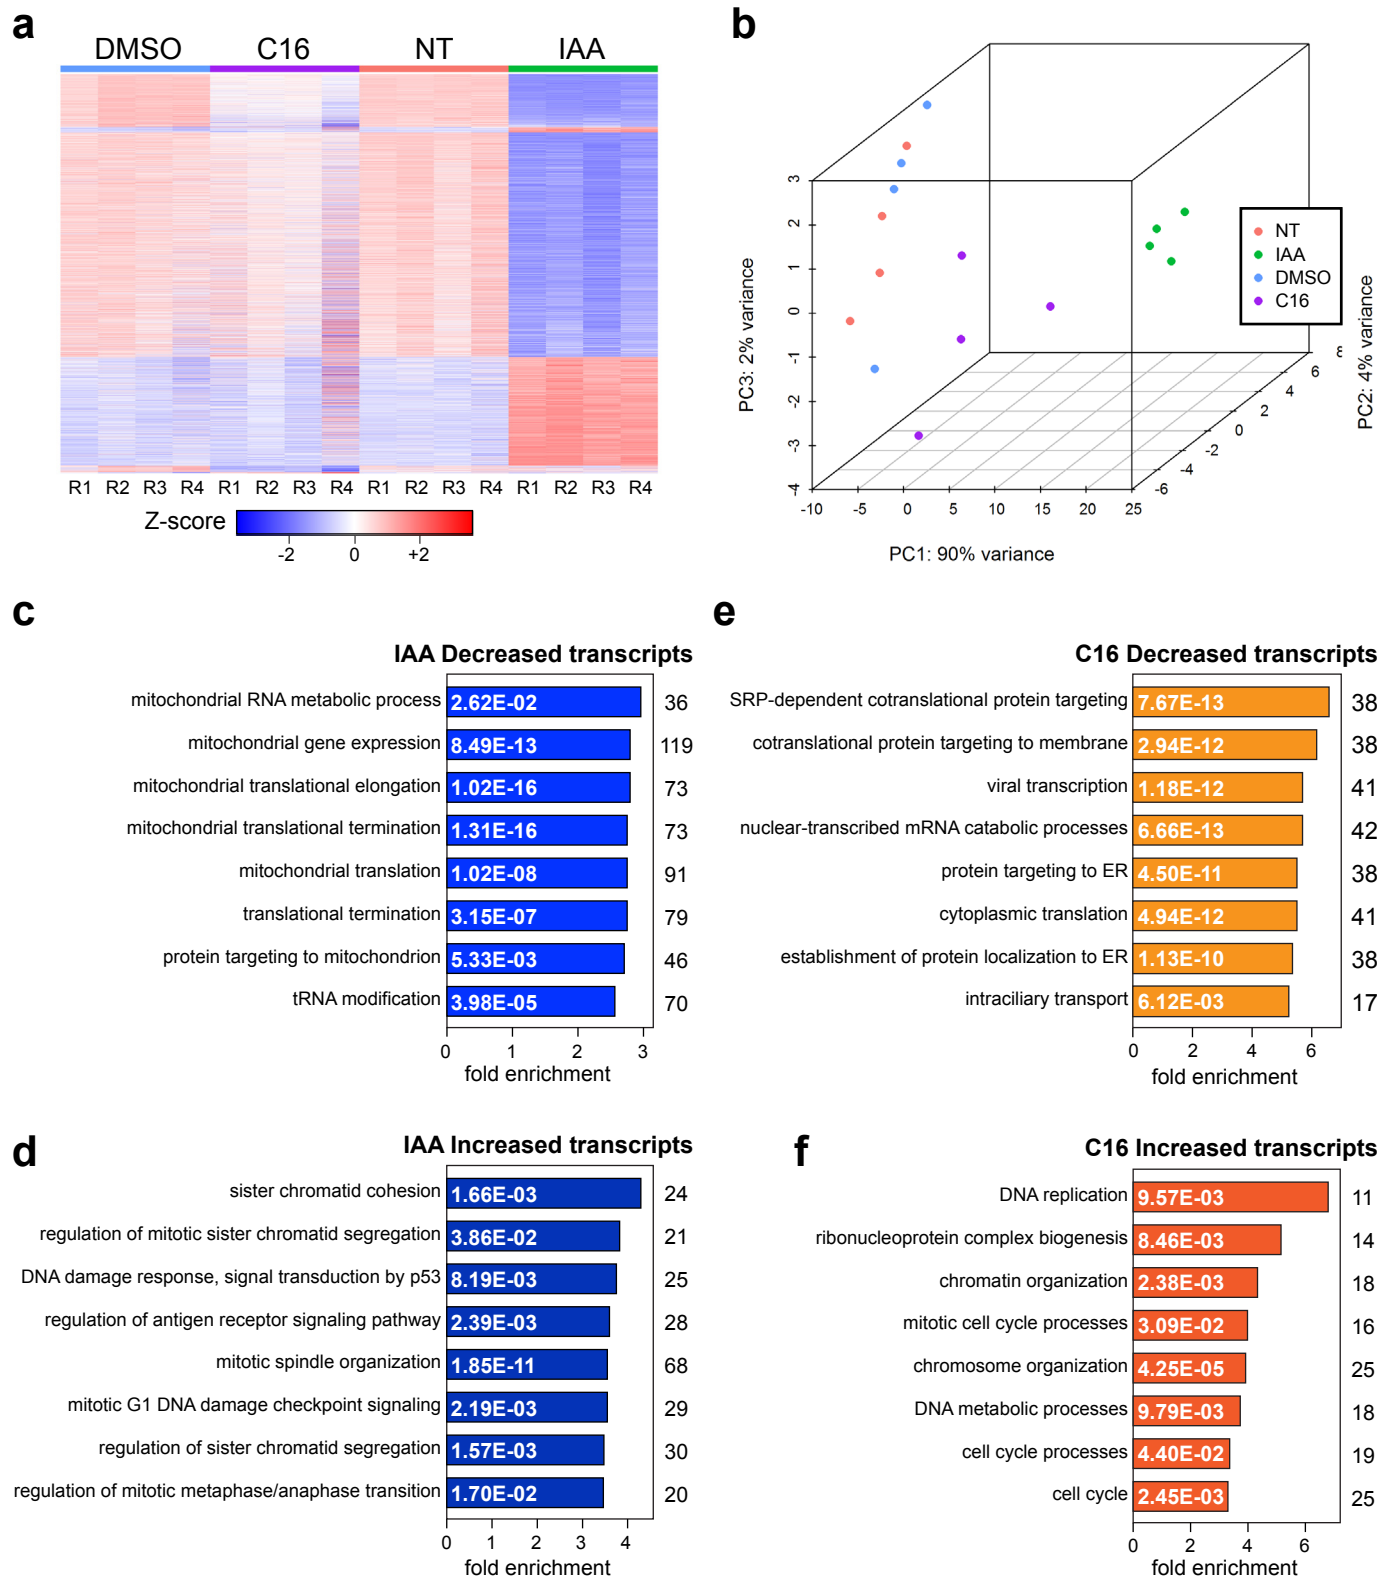 a
DMSO C16 NT IAA
R1 R2 R3 R4 R1 R2 R3 R4 R1 R2 R3 R4 R1 R2 R3 R4
Z-score
-2 0 +2
b
3
2
1
0
-1
-2
-3
-4
PC3: 2% variance
-10 -5 0 5 10 15 20 25
PC1: 90% variance
-6
-4
-2
0
2
4
6
8
PC2: 4% variance
NT
IAA
DMSO
C16
c
IAA Decreased transcripts
mitochondrial RNA metabolic process 2.62E-02 36
mitochondrial gene expression 8.49E-13 119
mitochondrial translational elongation 1.02E-16 73
mitochondrial translational termination 1.31E-16 73
mitochondrial translation 1.02E-08 91
translational termination 3.15E-07 79
protein targeting to mitochondrion 5.33E-03 46
tRNA modification 3.98E-05 70
0 1 2 3
fold enrichment
e
C16 Decreased transcripts
SRP-dependent cotranslational protein targeting 7.67E-13 38
cotranslational protein targeting to membrane 2.94E-12 38
viral transcription 1.18E-12 41
nuclear-transcribed mRNA catabolic processes 6.66E-13 42
protein targeting to ER 4.50E-11 38
cytoplasmic translation 4.94E-12 41
establishment of protein localization to ER 1.13E-10 38
intraciliary transport 6.12E-03 17
0 2 4 6
fold enrichment
d
IAA Increased transcripts
sister chromatid cohesion 1.66E-03 24
regulation of mitotic sister chromatid segregation 3.86E-02 21
DNA damage response, signal transduction by p53 8.19E-03 25
regulation of antigen receptor signaling pathway 2.39E-03 28
mitotic spindle organization 1.85E-11 68
mitotic G1 DNA damage checkpoint signaling 2.19E-03 29
regulation of sister chromatid segregation 1.57E-03 30
regulation of mitotic metaphase/anaphase transition 1.70E-02 20
0 1 2 3 4
fold enrichment
f
C16 Increased transcripts
DNA replication 9.57E-03 11
ribonucleoprotein complex biogenesis 8.46E-03 14
chromatin organization 2.38E-03 18
mitotic cell cycle processes 3.09E-02 16
chromosome organization 4.25E-05 25
DNA metabolic processes 9.79E-03 18
cell cycle processes 4.40E-02 19
cell cycle 2.45E-03 25
0 2 4 6
fold enrichment